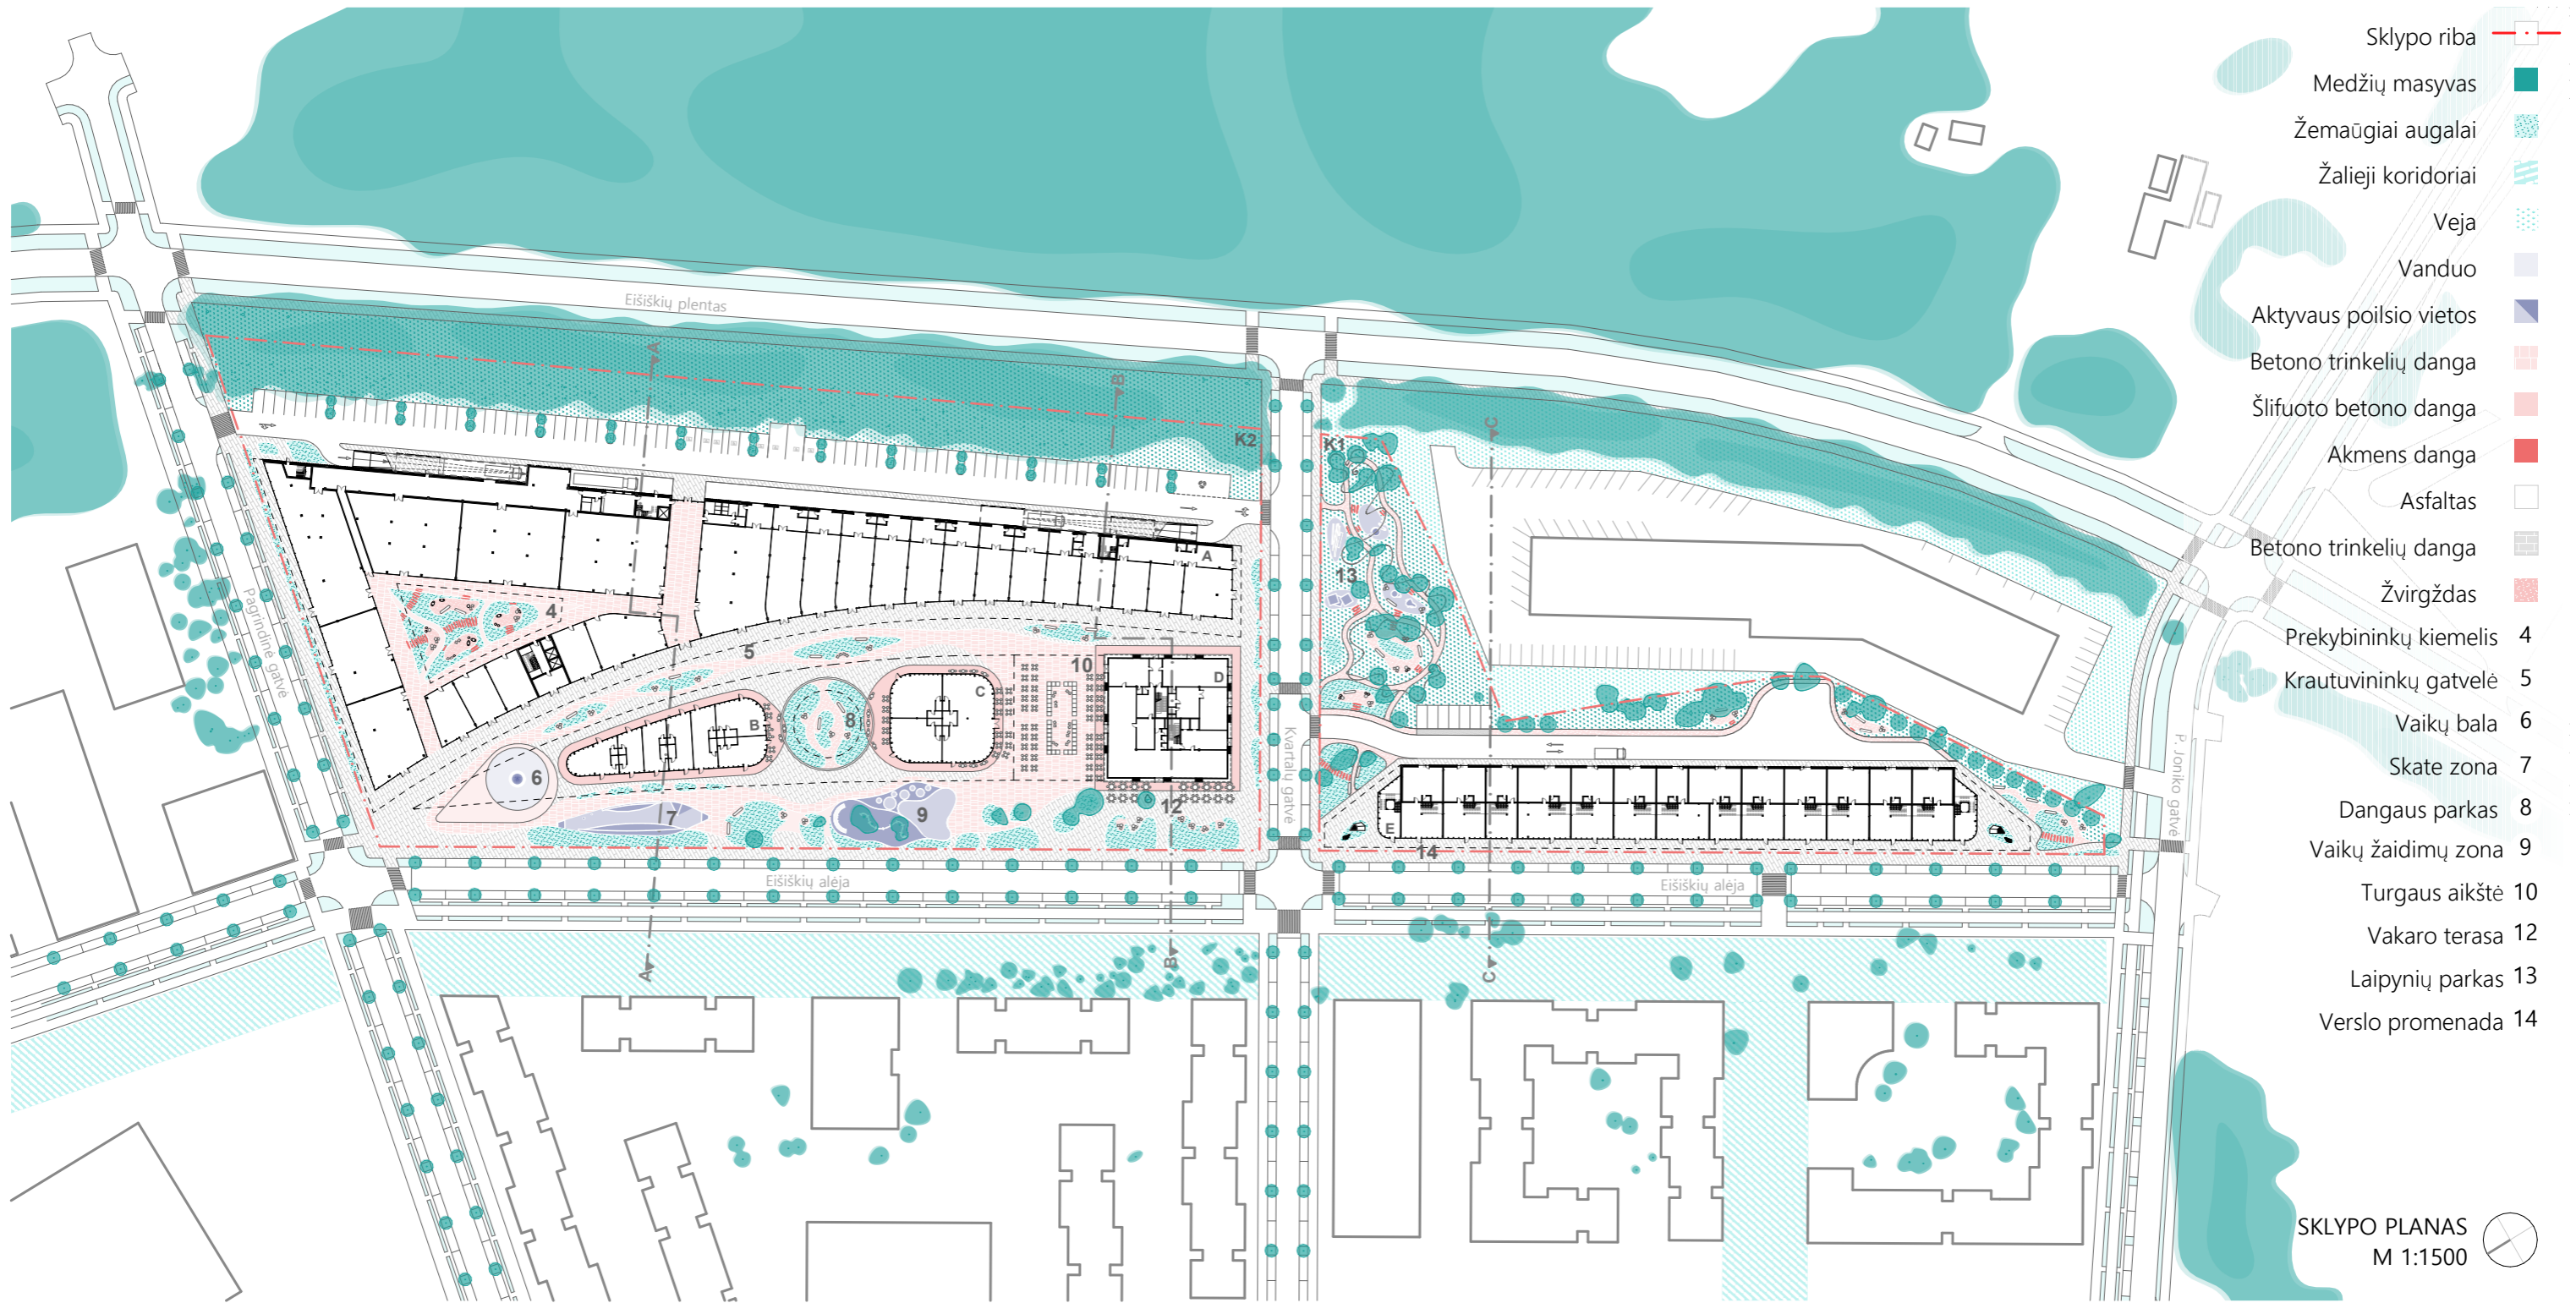 Sklypo riba
Medžių masyvas
Žemaūgiai augalai
Žalieji koridoriai
Veja
Vanduo
Aktyvaus poilsio vietos
Betono trinkelių danga
Šlifuoto betono danga
Akmens danga
Asfaltas
Betono trinkelių danga
Žvirgždas
Prekybininkų kiemelis 4
Krautuvininkų gatvelė 5
Vaikų bala 6
Skate zona 7
Dangaus parkas 8
Vaikų žaidimų zona 9
Turgaus aikštė 10
Vakaro terasa 12
Laipynių parkas 13
Verslo promenada 14
SKLYPO PLANAS
M 1:1500
Eišiškių plentas
A
B
C
K2
K1
A
13
4
5
10
D
C
B
8
6
7
9
12
E
14
Pagrindinė gatvė
Kvartalų gatvė
P. Joniko gatvė
Eišiškių alėja
Eišiškių alėja
A
B
C